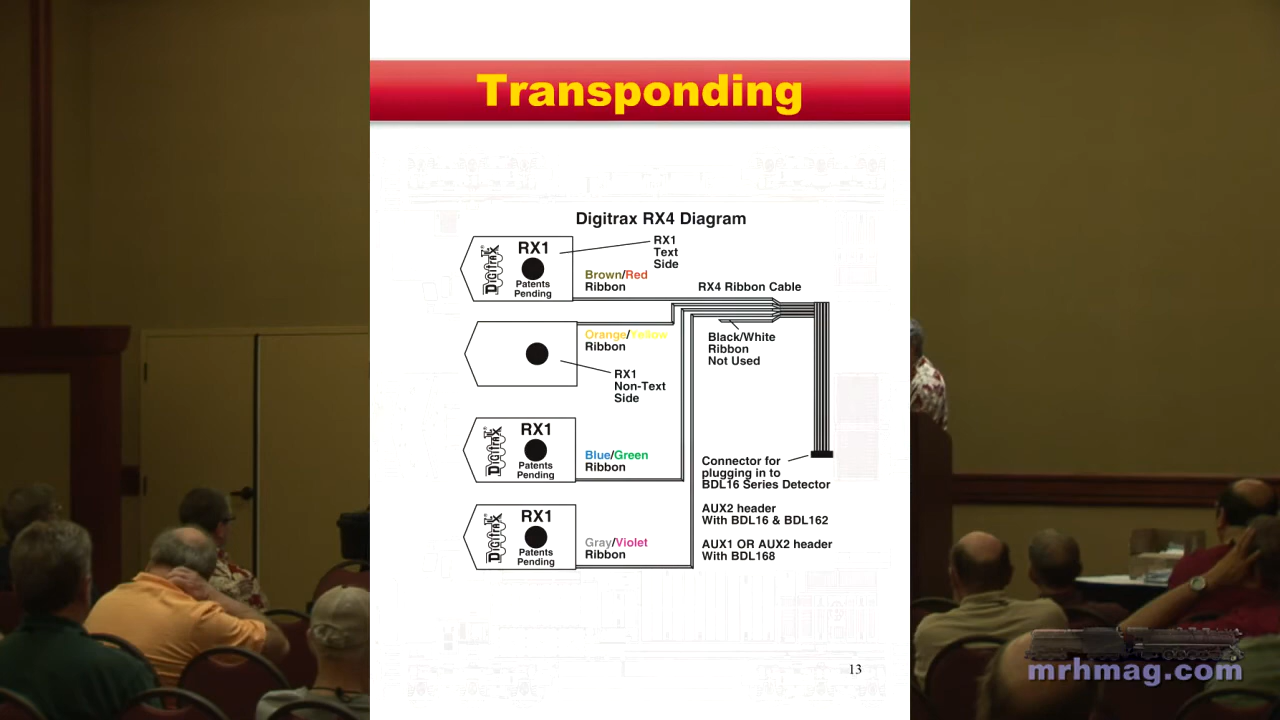 Transponding
Digitrax RX4 Diagram
RX1
Digitrax
Patents
Pending
RX1
Text
Side
Brown/Red
Ribbon
RX4 Ribbon Cable
Orange/Yellow
Ribbon
Black/White
Ribbon
Not Used
RX1
Non-Text
Side
RX1
Digitrax
Patents
Pending
Blue/Green
Ribbon
Connector for
plugging in to
BDL16 Series Detector
AUX2 header
With BDL16 & BDL162
AUX1 OR AUX2 header
With BDL168
RX1
Digitrax
Patents
Pending
Gray/Violet
Ribbon
13
mrhmag.com